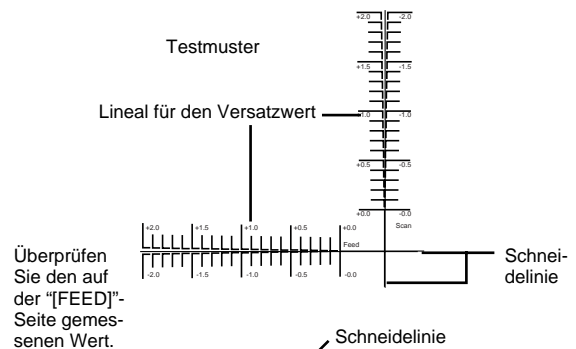 +2.0 -2.0
Testmuster
+1.5 -1.5
Lineal für den Versatzwert
+1.0 -1.0
+0.5 -0.5
+0.0 -0.0
Scan
+2.0 +1.5 +1.0 +0.5 +0.0
Feed
-2.0 -1.5 -1.0 -0.5 -0.0
Überprüfen
Sie den auf
der "[FEED]"-
Seite gemes-
senen Wert.
Schnei-
delinie
Schneidelinie